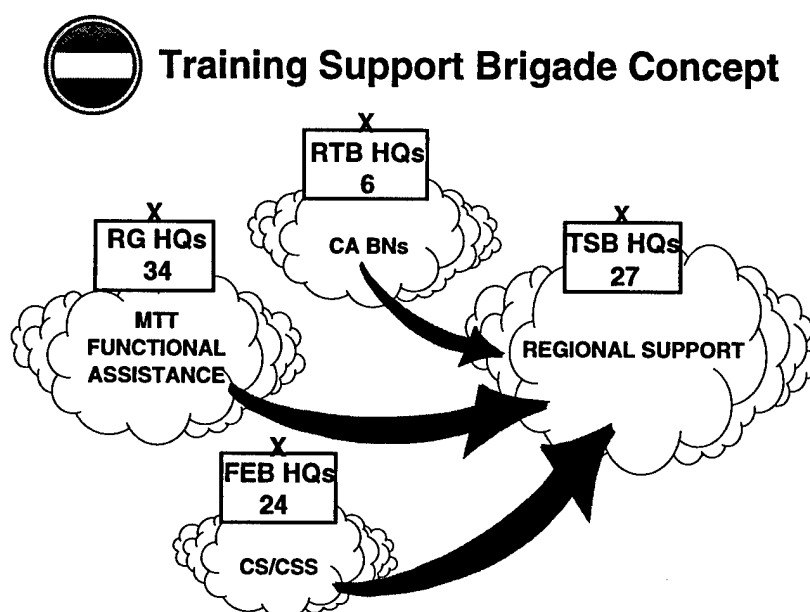 Training Support Brigade Concept
X
RTB HQs
6
CA BNs
X
RG HQs
34
MTT
FUNCTIONAL
ASSISTANCE
X
TSB HQs
27
REGIONAL SUPPORT
X
FEB HQs
24
CS/CSS